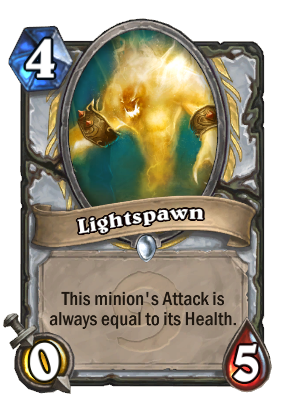 4
Lightspawn
This minion's Attack is
always equal to its Health.
0
5